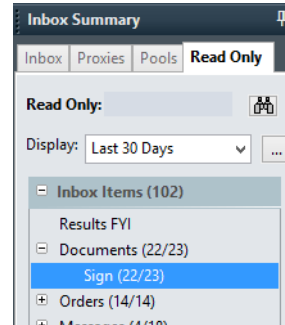 Inbox Summary
Inbox Proxies Pools Read Only
Read Only:
Display: Last 30 Days ...
Inbox Items (102)
Results FYI
Documents (22/23)
Sign (22/23)
Orders (14/14)